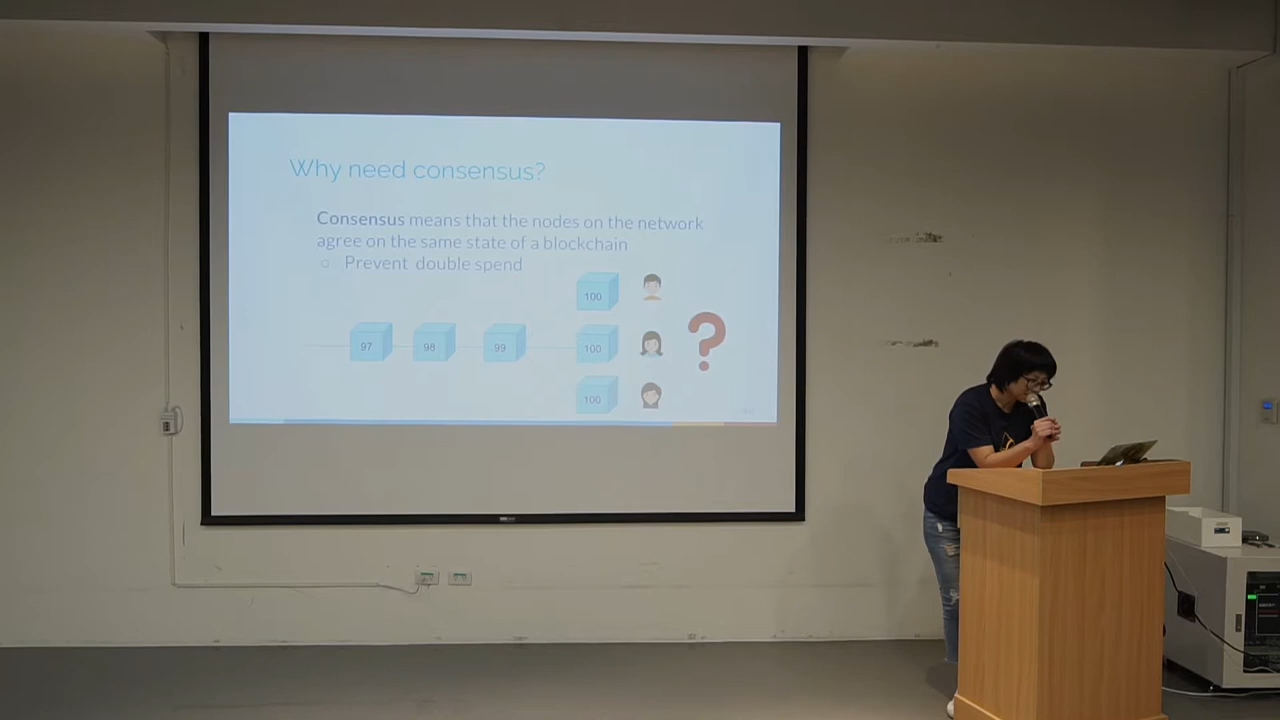 Why need consensus?
Consensus means that the nodes on the network
agree on the same state of a blockchain
○ Prevent double spend
100
97 98 99 100
100